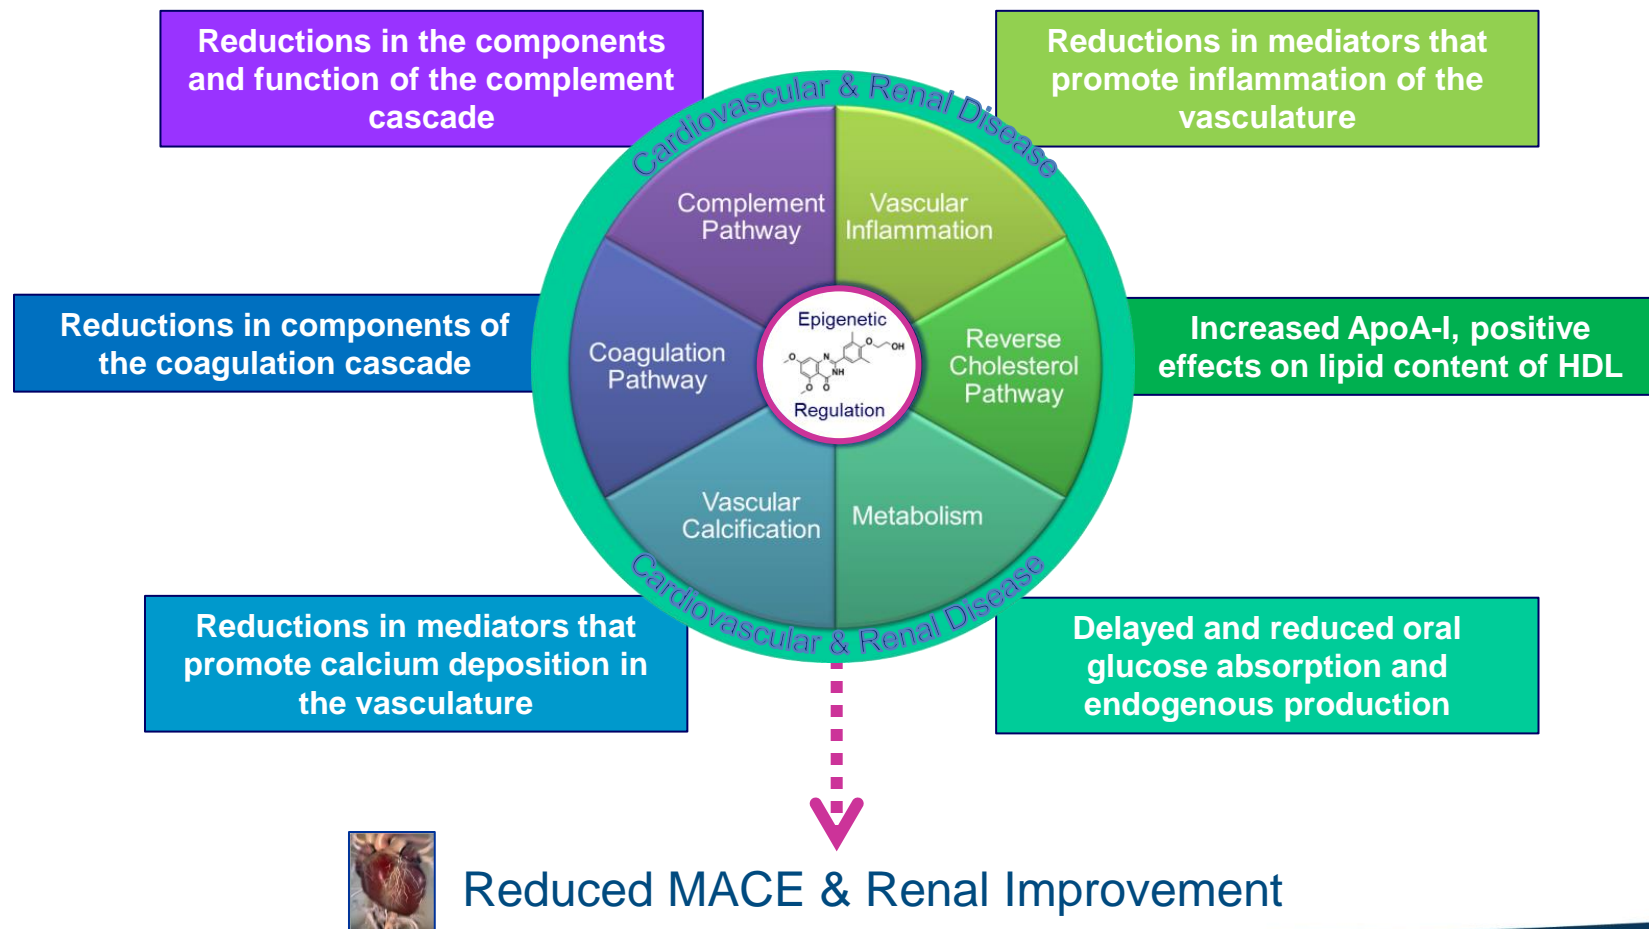 Reductions in the components
and function of the complement
cascade
Reductions in mediators that
promote inflammation of the
vasculature
Cardiovascular & Renal Disease
Complement
Pathway
Vascular
Inflammation
Reductions in components of
the coagulation cascade
Coagulation
Pathway
Epigenetic
O
OH
O
N
NH
O
O
Regulation
Reverse
Cholesterol
Pathway
Increased ApoA-I, positive
effects on lipid content of HDL
Vascular
Calcification
Metabolism
Cardiovascular & Renal Disease
Reductions in mediators that
promote calcium deposition in
the vasculature
Delayed and reduced oral
glucose absorption and
endogenous production
Reduced MACE & Renal Improvement